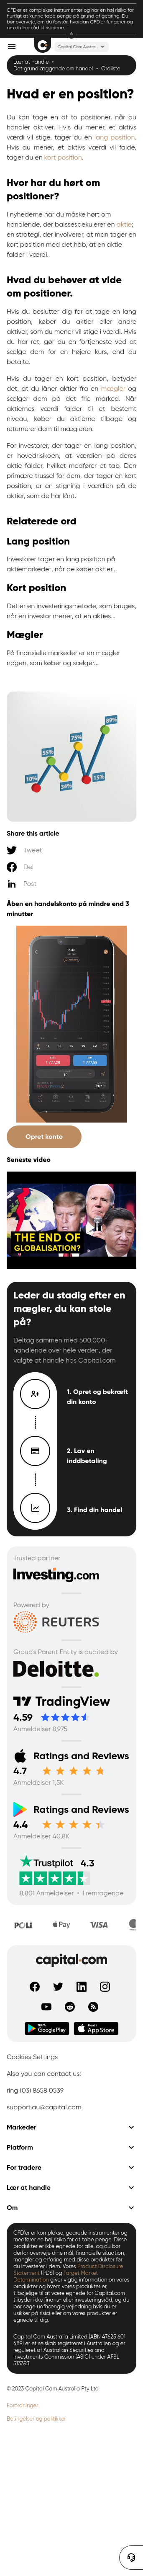 CFD'er er komplekse instrumenter og har en høj risiko for
hurtigt at kunne tabe penge på grund af gearing. Du bør
overveje, om du forstår, hvordan CFD'er fungerer og
om du har råd til risikoene.
Capital Com Austra...
Lær at handle •
Det grundlæggende om handel • Ordliste
Hvad er en position?
Du kan tage en af to positioner, når du
handler aktiver. Hvis du mener, et aktivs
værdi vil stige, tager du en lang position.
Hvis du mener, et aktivs vil vil falde, tager
du en kort position.
Hvor har du hørt om
positioner?
I nyhederne har du måske hørt om
handlende, der baissespekulerer en aktie;
en strategi, der involverer at man tager en
kort position med det håb, at en aktie
falder i værdi.
Hvad du behøver at vide
om positioner.
Hvis du beslutter dig for at tage en lang
position, køber du aktier eller andre
aktiver, som du mener vil stige i værdi. Hvis
du har ret, gør du en fortjeneste ved at
sælge dem for en højere kurs, end du
betalte.
Hvis du tager en kort position, betyder
det, at du låner aktier fra en mægler og
sælger dem på det frie marked. Når
aktiernes værdi falder til det bestemt
niveau, køber du aktierne tilbage og
returnerer dem til mægleren.
For investorer, der tager en lang position,
er hovedrisikoen, at værdien på deres
aktie falder, hvilket medfører et tab. Den
primære trussel for dem, der tager en kort
position, er en stigning i værdien på de
aktier, som de har lånt.
Relaterede ord
Lang position
Investorer tager en lang position på
aktiemarkedet, når de køber aktier...
Kort position
Det er en investeringsmetode, som bruges,
når en investor mener, at en akties...
Mægler
På finansielle markeder er en mægler
nogen, som køber og sælger...
10%
55%
24%
75%
25%
89%
Share this article
Tweet
Del
Post
Åben en handelskonto på mindre end 3
minutter
Opret konto
Seneste video
THE END OF
GLOBALISATION?
Leder du stadig efter en
mægler, du kan stole
på?
Deltag sammen med 500.000+
handlende over hele verden, der
valgte at handle hos Capital.com
1. Opret og bekræft
din konto
2. Lav en
inddbetaling
3. Find din handel
Trusted partner
Investing.com
Powered by
REUTERS
Group's Parent Entity is audited by
Deloitte.
TradingView
4.59
Anmeldelser 8,975
Ratings and Reviews
4.7
Anmeldelser 1,5K
Ratings and Reviews
4.4
Anmeldelser 40,8K
Trustpilot 4.3
8,801 Anmeldelser • Fremragende
POLi
Pay
VISA
capital•com
GET IT ON
Google Play
Download on the
App Store
Cookies Settings
Also you can contact us:
ring (03) 8658 0539
support.au@capital.com
Markeder
Platform
For tradere
Lær at handle
Om
CFD'er er komplekse, gearede instrumenter og
medfører en høj risiko for at tabe penge. Disse
produkter er ikke egnede for alle, og du bør
derfor overveje dine mål, finansielle situation,
mangler og erfaring med disse produkter før
du investerer i dem. Vores Product Disclosure
Statement (PDS) og Target Market
Determination giver vigtig information om vores
produkter og hvem vores produkter er
tilbøjelige til at være egnede for. Capital.com
tilbyder ikke finans- eller investeringsråd, og du
bør søge om uafhængig vejledning hvis du er
usikker på risici eller om vores produkter er
egnede til dig.
Capital Com Australia Limited (ABN 47625 601
489) er et selskab registreret i Australien og er
reguleret af Australian Securities and
Investments Commission (ASIC) under AFSL
513393.
© 2023 Capital Com Australia Pty Ltd
Forordninger
Betingelser og politikker